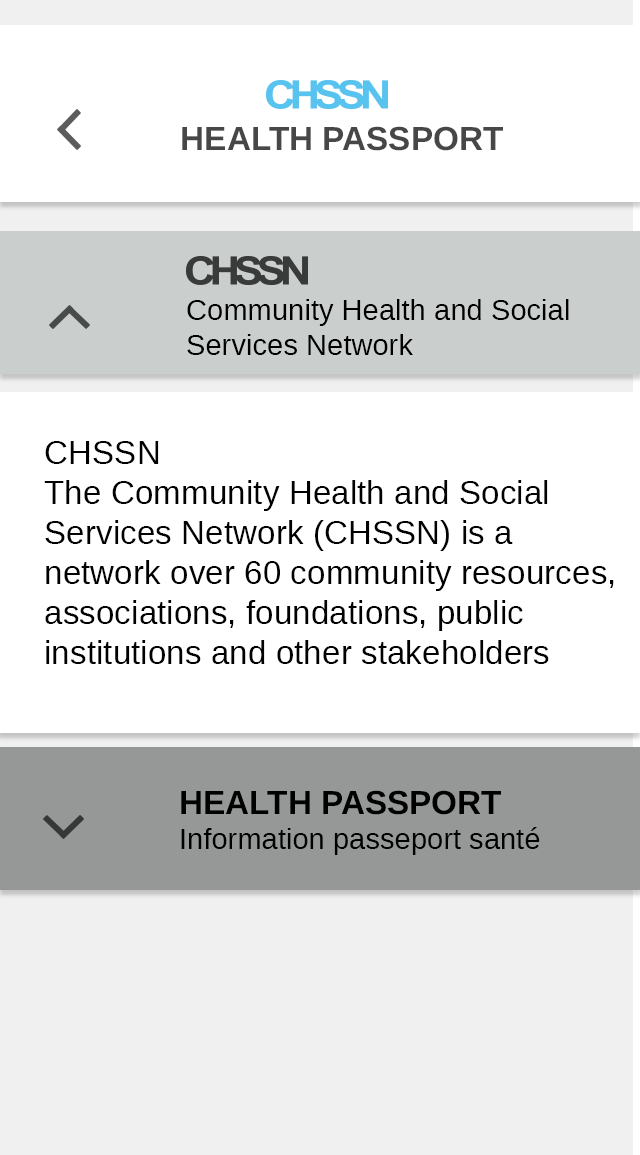 CHSSN
HEALTH PASSPORT
CHSSN
Community Health and Social
Services Network
CHSSN
The Community Health and Social
Services Network (CHSSN) is a
network over 60 community resources,
associations, foundations, public
institutions and other stakeholders
HEALTH PASSPORT
Information passeport santé